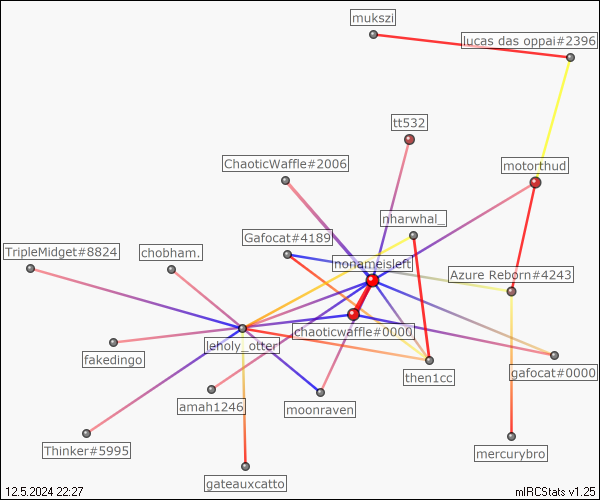 mukszi
lucas das oppai#2396
tt532
ChaoticWaffle#2006
motorthud
nharwhal_
Gafocat#4189
TripleMidget#8824
chobham.
nonameisleft
Azure Reborn#4243
chaoticwaffle#0000
leholy_otter
fakedingo
then1cc
gafocat#0000
amah1246
moonraven
Thinker#5995
mercurybro
gateauxcatto
12.5.2024 22:27
mIRCStats v1.25